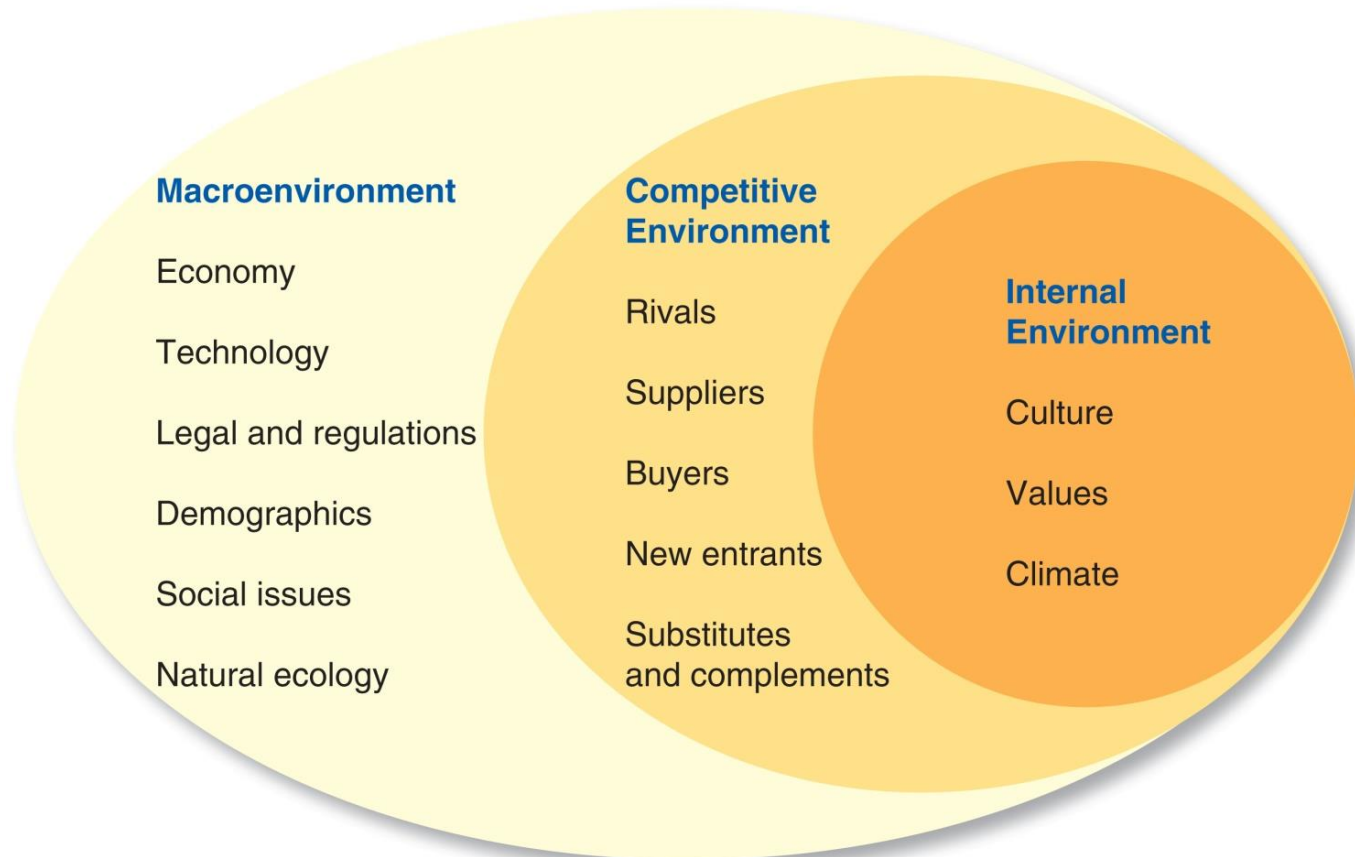 Macroenvironment
Economy
Technology
Legal and regulations
Demographics
Social issues
Natural ecology
Competitive
Environment
Rivals
Suppliers
Buyers
New entrants
Substitutes
and complements
Internal
Environment
Culture
Values
Climate